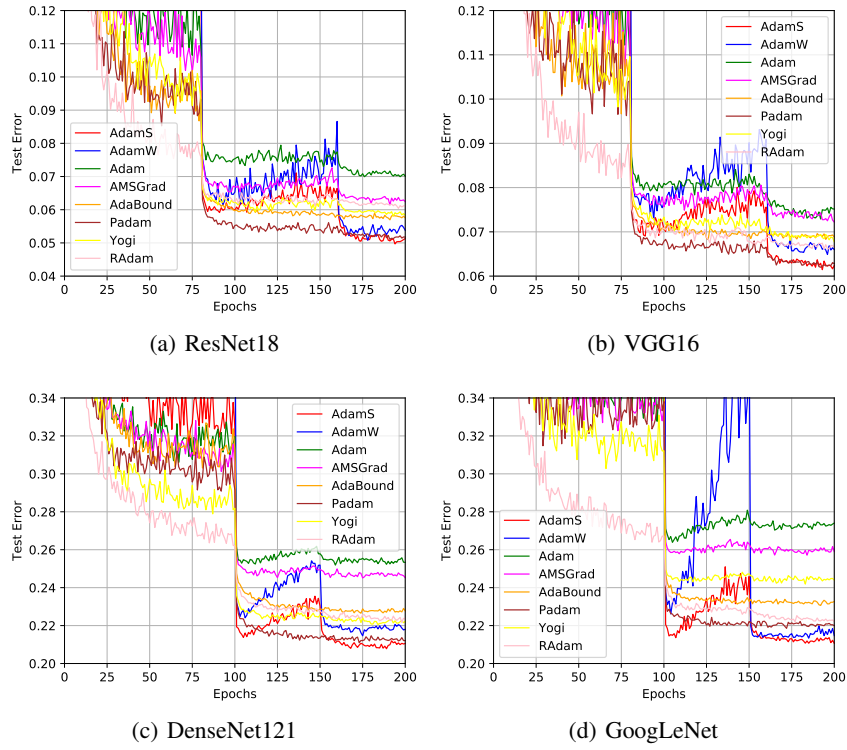 0.12
0.11
0.10
0.09
0.08
0.07
0.06
0.05
0.04
Test Error
AdamS
AdamW
Adam
AMSGrad
AdaBound
Padam
Yogi
RAdam
0 25 50 75 100 125 150 175 200
Epochs
(a) ResNet18
0.12
0.11
0.10
0.09
0.08
0.07
0.06
Test Error
AdamS
AdamW
Adam
AMSGrad
AdaBound
Padam
Yogi
RAdam
0 25 50 75 100 125 150 175 200
Epochs
(b) VGG16
0.34
0.32
0.30
0.28
0.26
0.24
0.22
0.20
Test Error
AdamS
AdamW
Adam
AMSGrad
AdaBound
Padam
Yogi
RAdam
0 25 50 75 100 125 150 175 200
Epochs
(c) DenseNet121
0.34
0.32
0.30
0.28
0.26
0.24
0.22
0.20
Test Error
AdamS
AdamW
Adam
AMSGrad
AdaBound
Padam
Yogi
RAdam
0 25 50 75 100 125 150 175 200
Epochs
(d) GoogLeNet